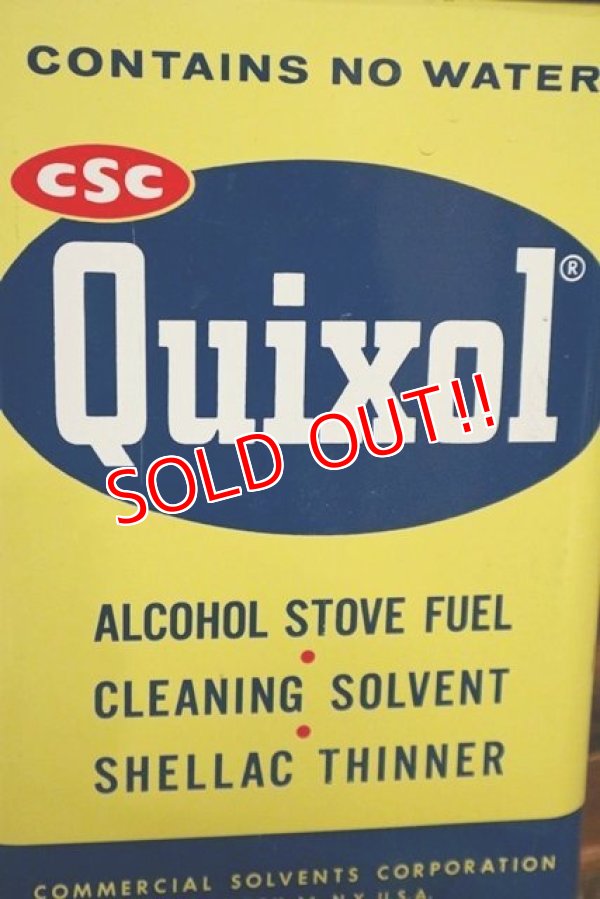 CONTAINS NO WATER
CSC
Quixol®
SOLD OUT!!
ALCOHOL STOVE FUEL
•
CLEANING SOLVENT
•
SHELLAC THINNER
COMMERCIAL SOLVENTS CORPORATION
N.Y. U.S.A.